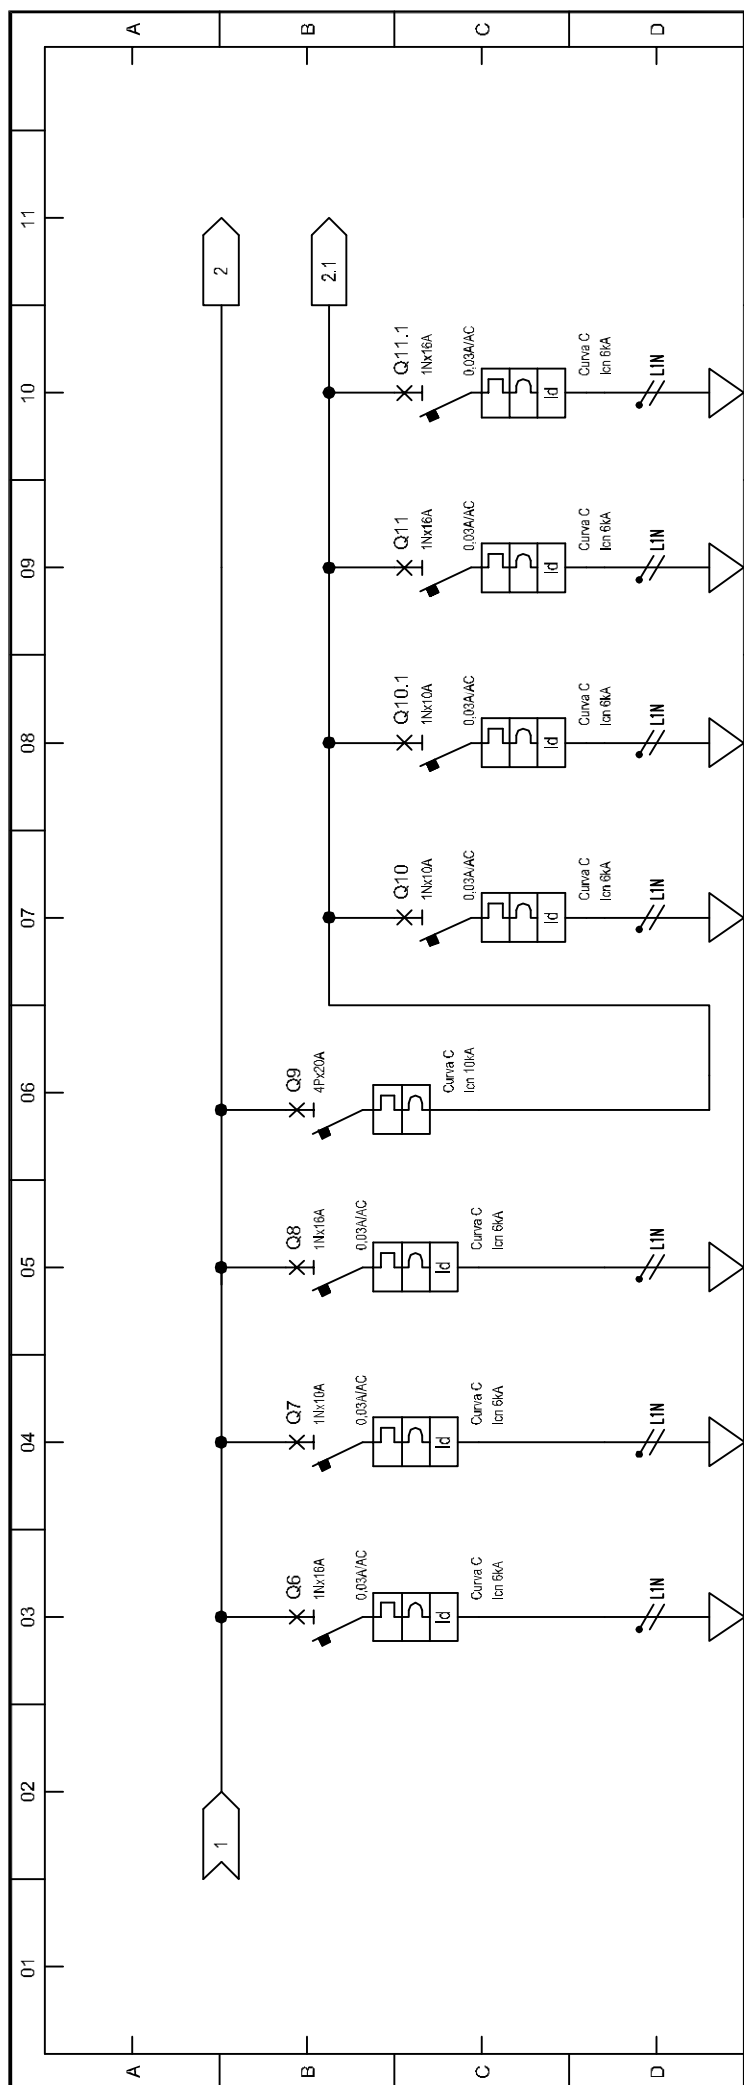 01
02
03
04
05
06
07
08
09
10
11
A
A
B
B
C
C
D
D
1
2
2.1
Q6
1Nx16A
0,03A/AC
Id
Curva C
Icn 6kA
L1N
Q7
1Nx10A
0,03A/AC
Id
Curva C
Icn 6kA
L1N
Q8
1Nx16A
0,03A/AC
Id
Curva C
Icn 6kA
L1N
Q9
4Px20A
Curva C
Icn 10kA
Q10
1Nx10A
0,03A/AC
Id
Curva C
Icn 6kA
L1N
Q10.1
1Nx10A
0,03A/AC
Id
Curva C
Icn 6kA
L1N
Q11
1Nx16A
0,03A/AC
Id
Curva C
Icn 6kA
L1N
Q11.1
1Nx16A
0,03A/AC
Id
Curva C
Icn 6kA
L1N